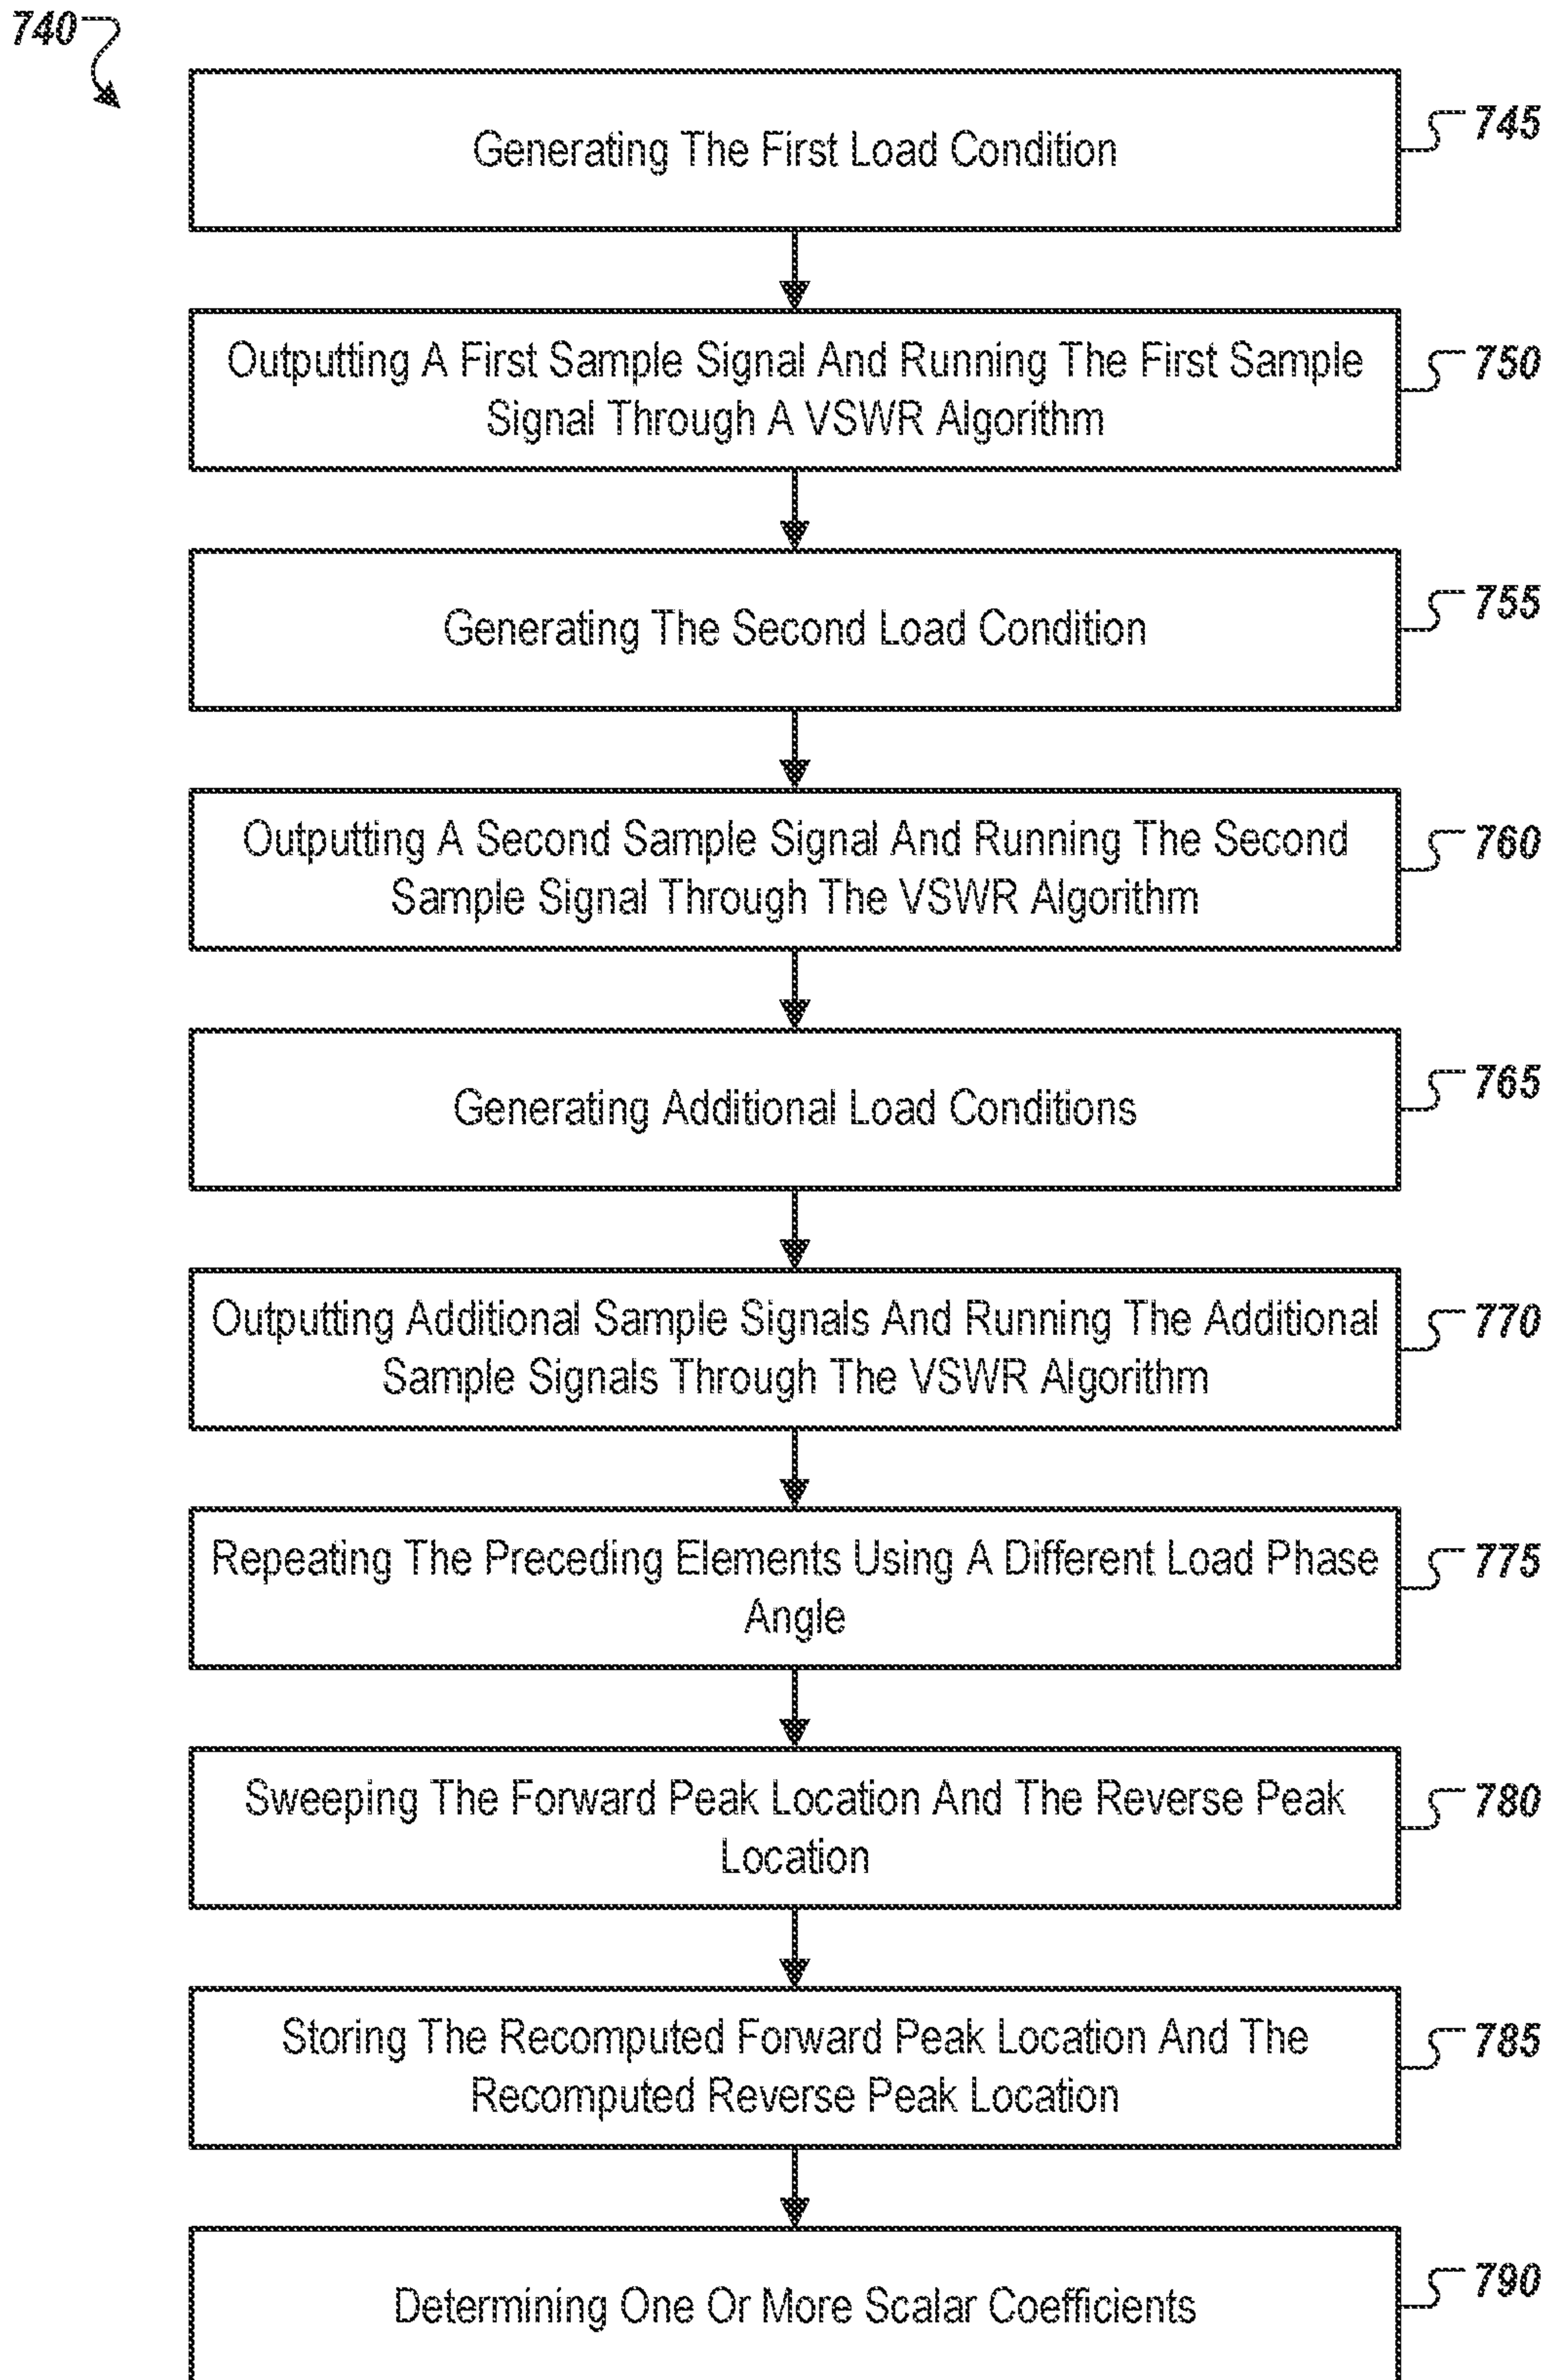 740
Generating The First Load Condition
745
Outputting A First Sample Signal And Running The First Sample
Signal Through A VSWR Algorithm
750
Generating The Second Load Condition
755
Outputting A Second Sample Signal And Running The Second
Sample Signal Through The VSWR Algorithm
760
Generating Additional Load Conditions
765
Outputting Additional Sample Signals And Running The Additional
Sample Signals Through The VSWR Algorithm
770
Repeating The Preceding Elements Using A Different Load Phase
Angle
775
Sweeping The Forward Peak Location And The Reverse Peak
Location
780
Storing The Recomputed Forward Peak Location And The
Recomputed Reverse Peak Location
785
Determining One Or More Scalar Coefficients
790